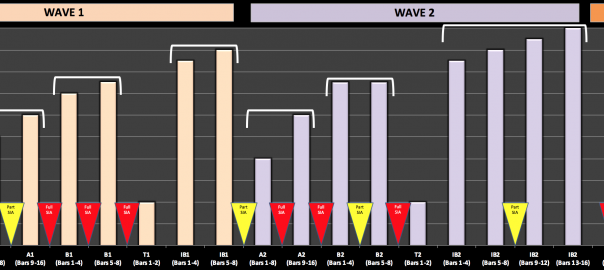 WAVE 1
WAVE 2
Part
SIA
Full
SIA
Full
SIA
Full
SIA
Part
SIA
Full
SIA
Full
SIA
Part
SIA
Full
SIA
Part
SIA
-8)
A1
(Bars 9-16)
B1
(Bars 1-4)
B1
(Bars 5-8)
T1
(Bars 1-2)
IB1
(Bars 1-4)
IB1
(Bars 5-8)
A2
(Bars 1-8)
A2
(Bars 9-16)
B2
(Bars 1-4)
B2
(Bars 5-8)
T2
(Bars 1-2)
IB2
(Bars 1-4)
IB2
(Bars 5-8)
IB2
(Bars 9-12)
IB2
(Bars 13-16)